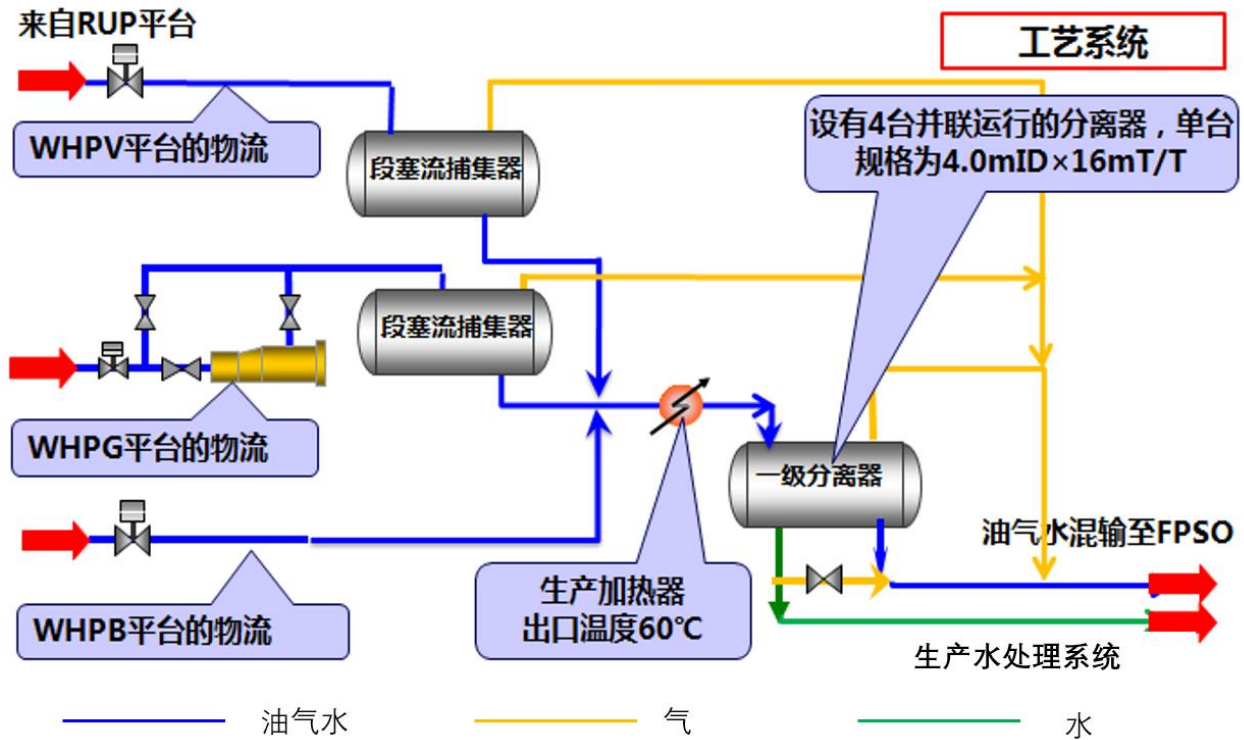 来自RUP平台
工艺系统
WHPV平台的物流
段塞流捕集器
设有4台并联运行的分离器，单台
规格为4.0mID×16mT/T
段塞流捕集器
WHPG平台的物流
一级分离器
油气水混输至FPSO
WHPB平台的物流
生产加热器
出口温度60℃
生产水处理系统
油气水
气
水